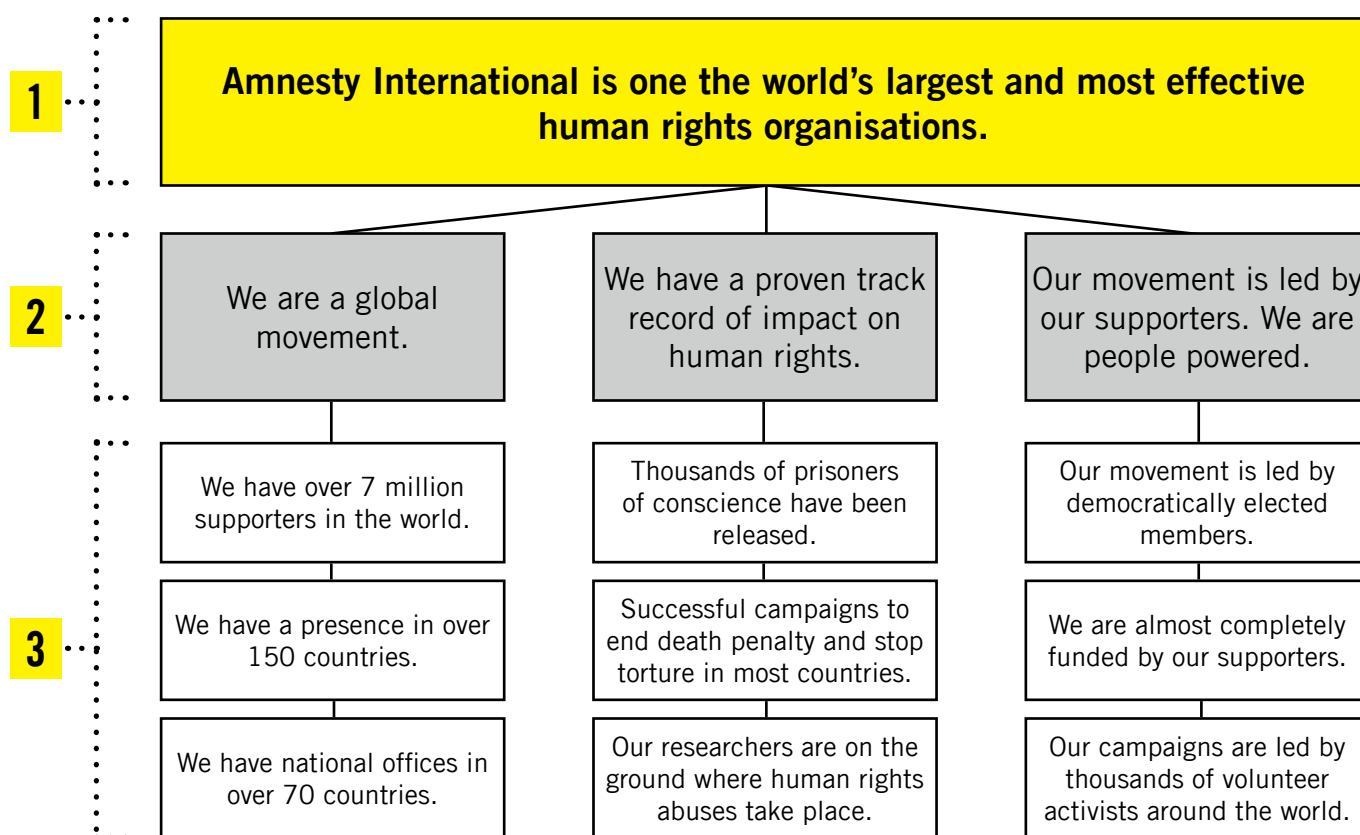 1
Amnesty International is one the world’s largest and most effective
human rights organisations.
2
We are a global
movement.
We have a proven track
record of impact on
human rights.
Our movement is led by
our supporters. We are
people powered.
3
We have over 7 million
supporters in the world.
We have a presence in over
150 countries.
We have national offices in
over 70 countries.
Thousands of prisoners
of conscience have been
released.
Successful campaigns to
end death penalty and stop
torture in most countries.
Our researchers are on the
ground where human rights
abuses take place.
Our movement is led by
democratically elected
members.
We are almost completely
funded by our supporters.
Our campaigns are led by
thousands of volunteer
activists around the world.